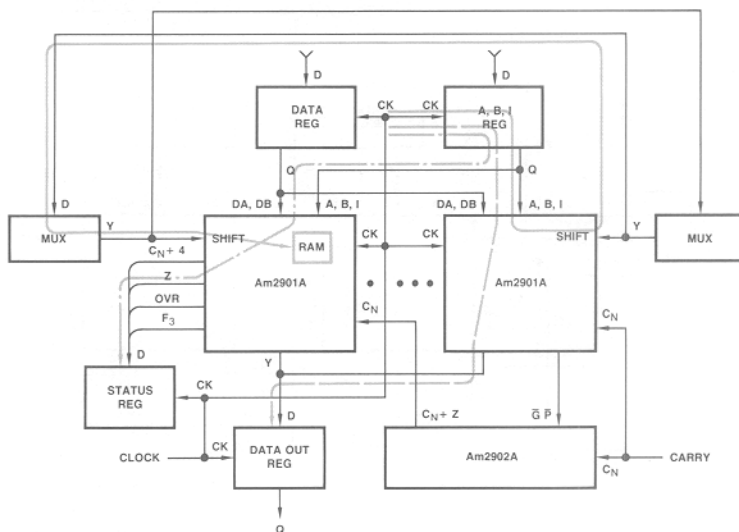 D
D
DATA
REG
CK
CK
A, B, I
REG
Q
Q
D
DA, DB
A, B, I
DA, DB
A, B, I
MUX
Y
SHIFT
RAM
CK
CK
SHIFT
Y
MUX
CN + 4
Z
Am2901A
Am2901A
OVR
CN
CN
F3
D
Y
STATUS
REG
CK
D
CN + Z
G̅ P̅
CLOCK
CK
DATA OUT
REG
Am2902A
CN
CARRY
Q